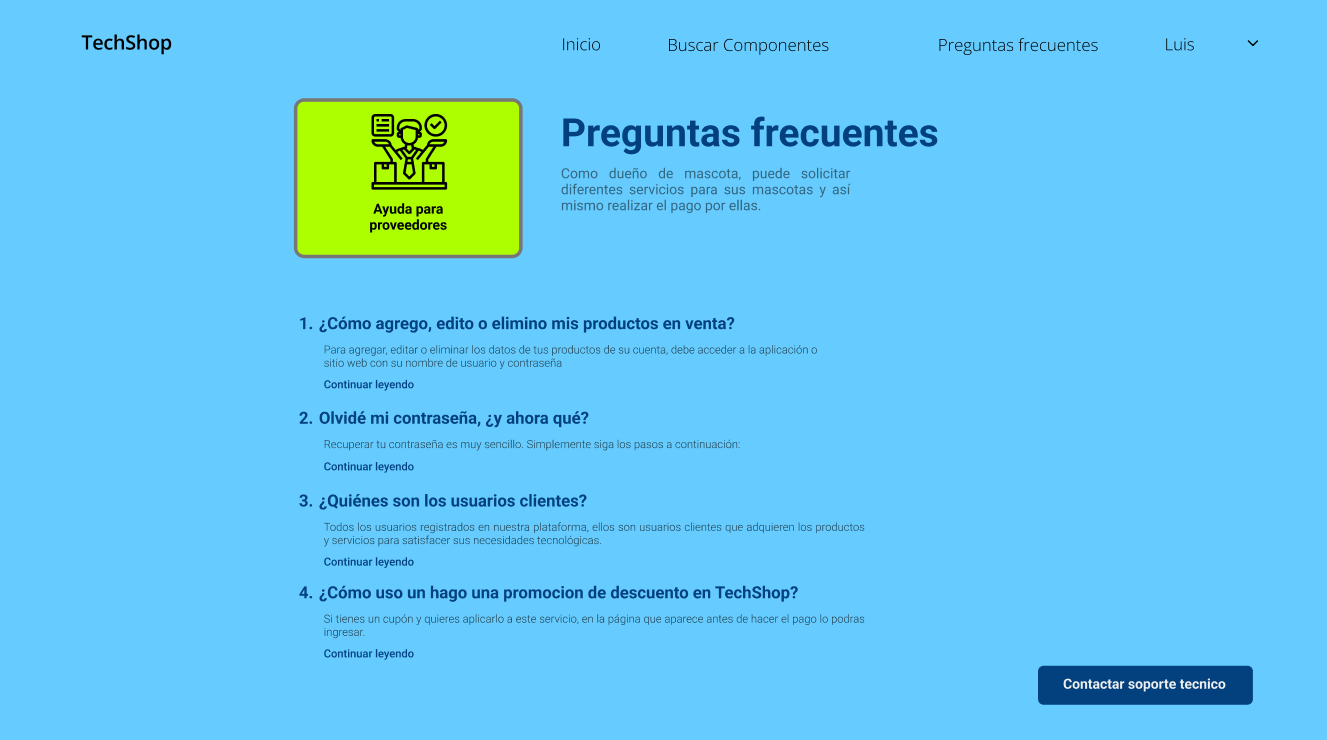 TechShop
Inicio
Buscar Componentes
Preguntas frecuentes
Luis
Ayuda para
proveedores
Preguntas frecuentes
Como dueño de mascota, puede solicitar
diferentes servicios para sus mascotas y así
mismo realizar el pago por ellas.
1. ¿Cómo agrego, edito o elimino mis productos en venta?
Para agregar, editar o eliminar los datos de tus productos de su cuenta, debe acceder a la aplicación o
sitio web con su nombre de usuario y contraseña
Continuar leyendo
2. Olvidé mi contraseña, ¿y ahora qué?
Recuperar tu contraseña es muy sencillo. Simplemente siga los pasos a continuación:
Continuar leyendo
3. ¿Quiénes son los usuarios clientes?
Todos los usuarios registrados en nuestra plataforma, ellos son usuarios clientes que adquieren los productos
y servicios para satisfacer sus necesidades tecnológicas.
Continuar leyendo
4. ¿Cómo uso un hago una promocion de descuento en TechShop?
Si tienes un cupón y quieres aplicarlo a este servicio, en la página que aparece antes de hacer el pago lo podras
ingresar.
Continuar leyendo
Contactar soporte tecnico